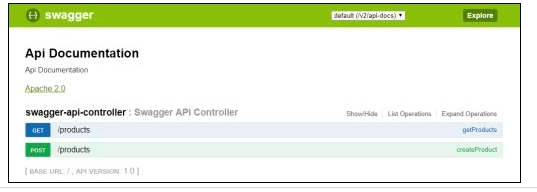 swagger
default (/v2/api-docs) ▼
Explore
Api Documentation
Api Documentation
Apache 2.0
swagger-api-controller : Swagger API Controller
Show/Hide | List Operations | Expand Operations
GET /products getProducts
POST /products createProduct
[ BASE URL: / , API VERSION: 1.0 ]